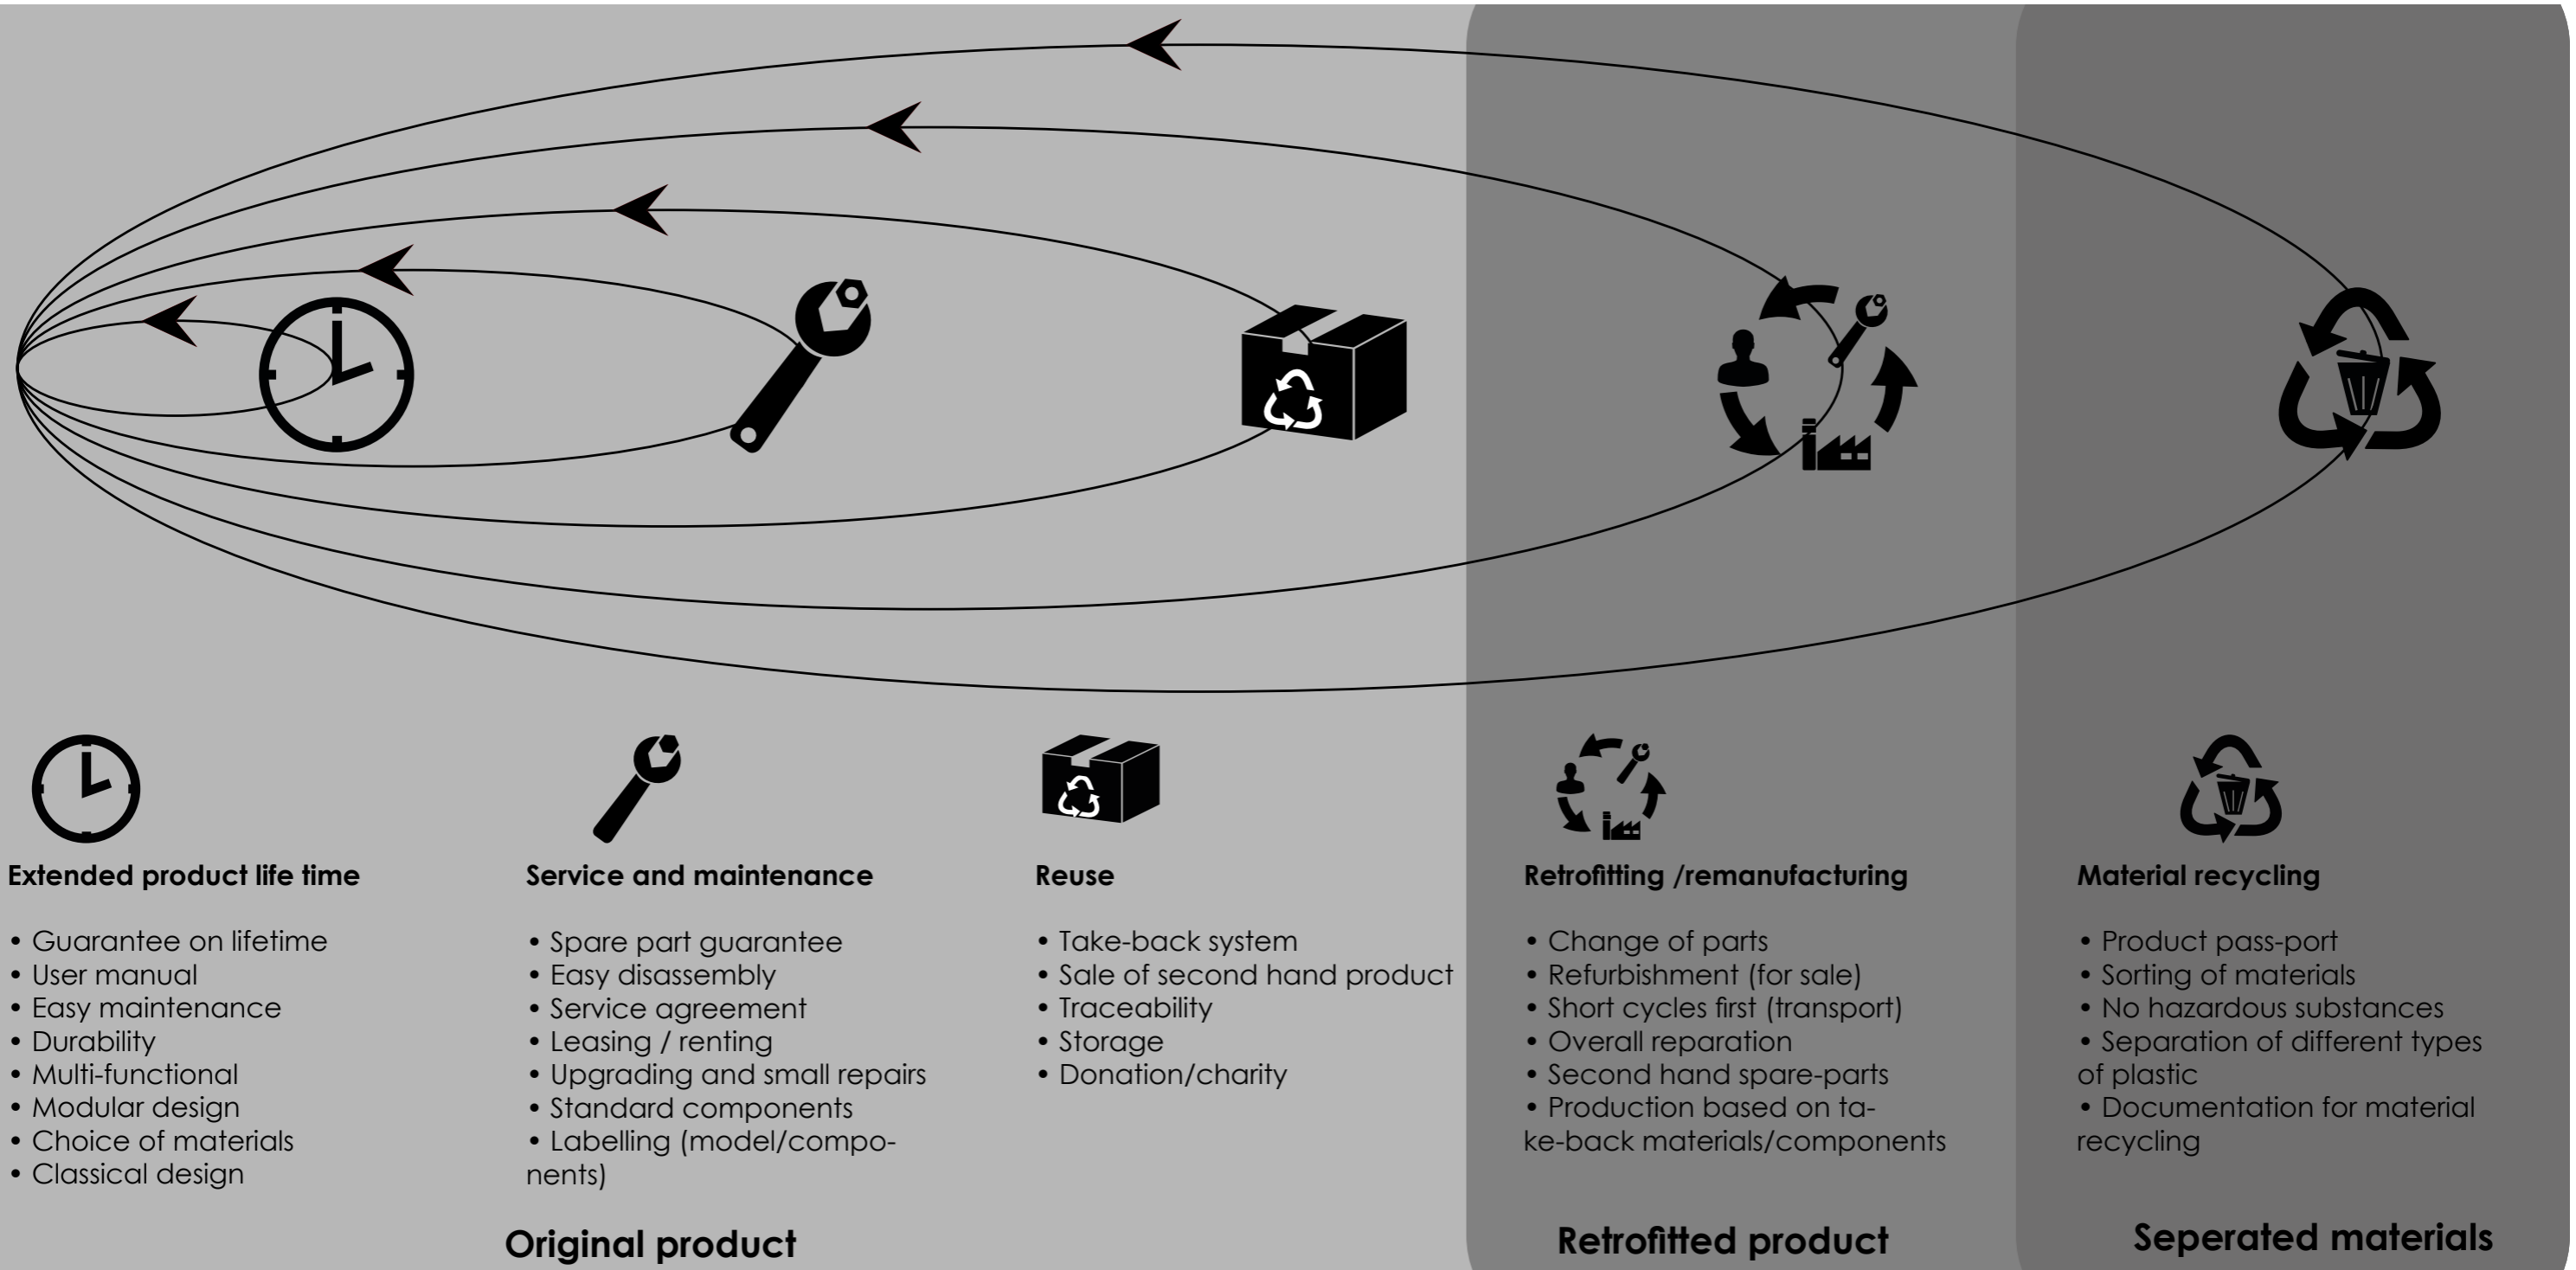 Extended product life time
• Guarantee on lifetime
• User manual
• Easy maintenance
• Durability
• Multi-functional
• Modular design
• Choice of materials
• Classical design
Service and maintenance
• Spare part guarantee
• Easy disassembly
• Service agreement
• Leasing / renting
• Upgrading and small repairs
• Standard components
• Labelling (model/compo-
nents)
Reuse
• Take-back system
• Sale of second hand product
• Traceability
• Storage
• Donation/charity
Original product
Retrofitting /remanufacturing
• Change of parts
• Refurbishment (for sale)
• Short cycles first (transport)
• Overall reparation
• Second hand spare-parts
• Production based on ta-
ke-back materials/components
Retrofitted product
Material recycling
• Product pass-port
• Sorting of materials
• No hazardous substances
• Separation of different types
of plastic
• Documentation for material
recycling
Seperated materials